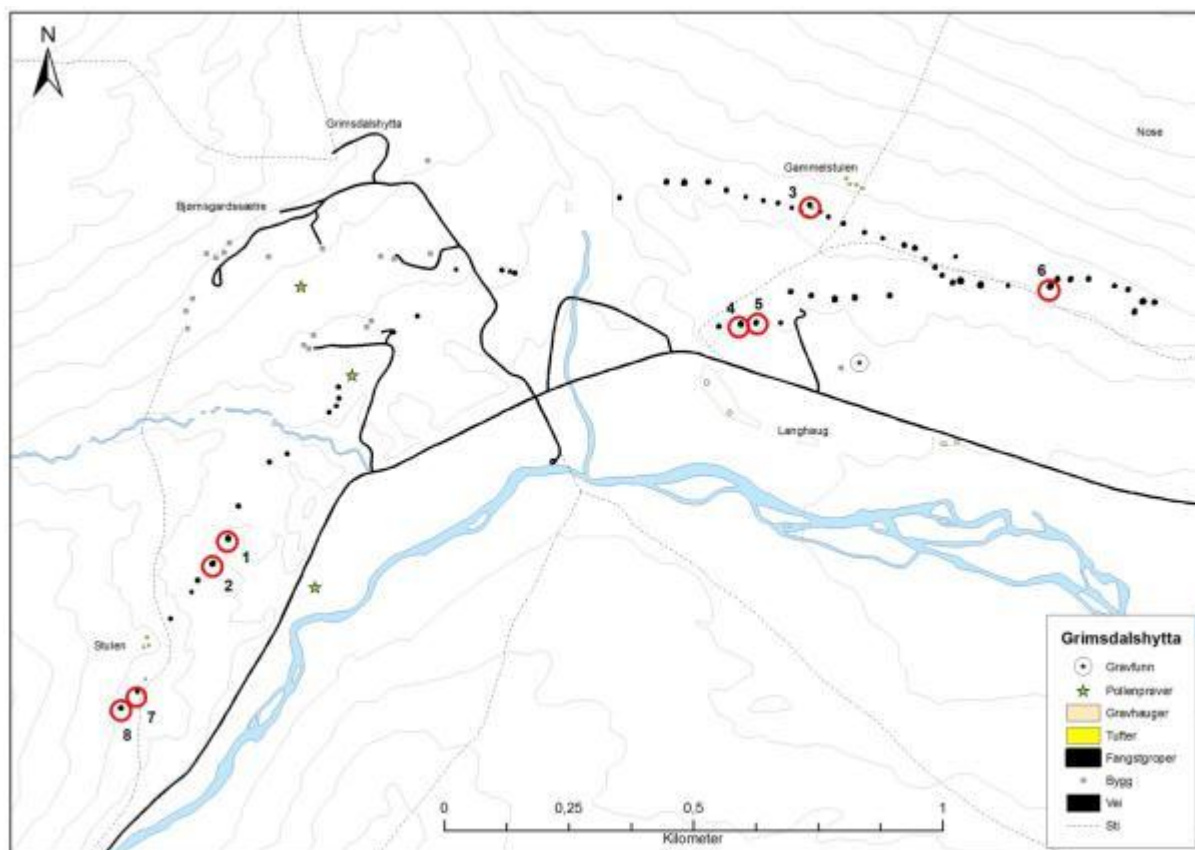 N
Grimsdalshytta
Nose
Gammelstulen
3
Bjørnsgardssætre
6
4
5
Langhaug
1
2
Stulen
7
8
Grimsdalshytta
Gravfunn
Pollenprøver
Gravhauger
Tufter
Fangstgroper
Bygg
Vei
Sti
0 0,25 0,5 1
Kilometer